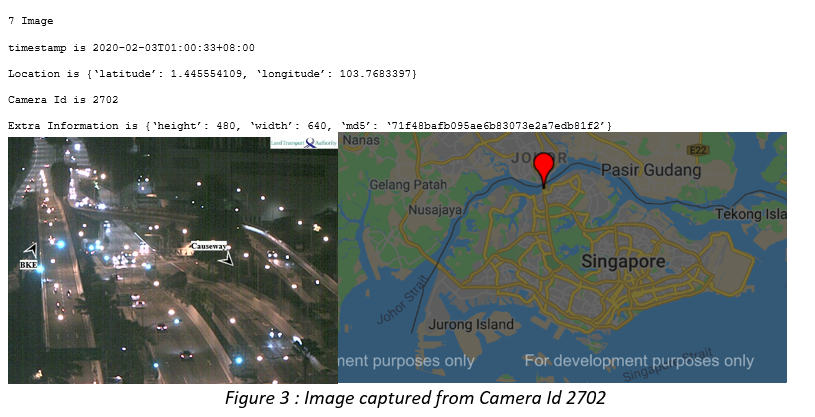 7 Image
timestamp is 2020-02-03T01:00:33+08:00
Location is {‘latitude’: 1.445554109, ‘longitude’: 103.7683397}
Camera Id is 2702
Extra Information is {‘height’: 480, ‘width’: 640, ‘md5’: ‘71f48bafb095ae6b83073e2a7edb81f2’}
Land Transport Authority
BKE
Causeway
Nanas
JOHOR
E22
Pasir Gudang
Gelang Patah
Nusajaya
Tekong Isla
Singapore
Johor Strait
Jurong Island
ment purposes only
For development purposes only
Singapore Strait
Figure 3 : Image captured from Camera Id 2702